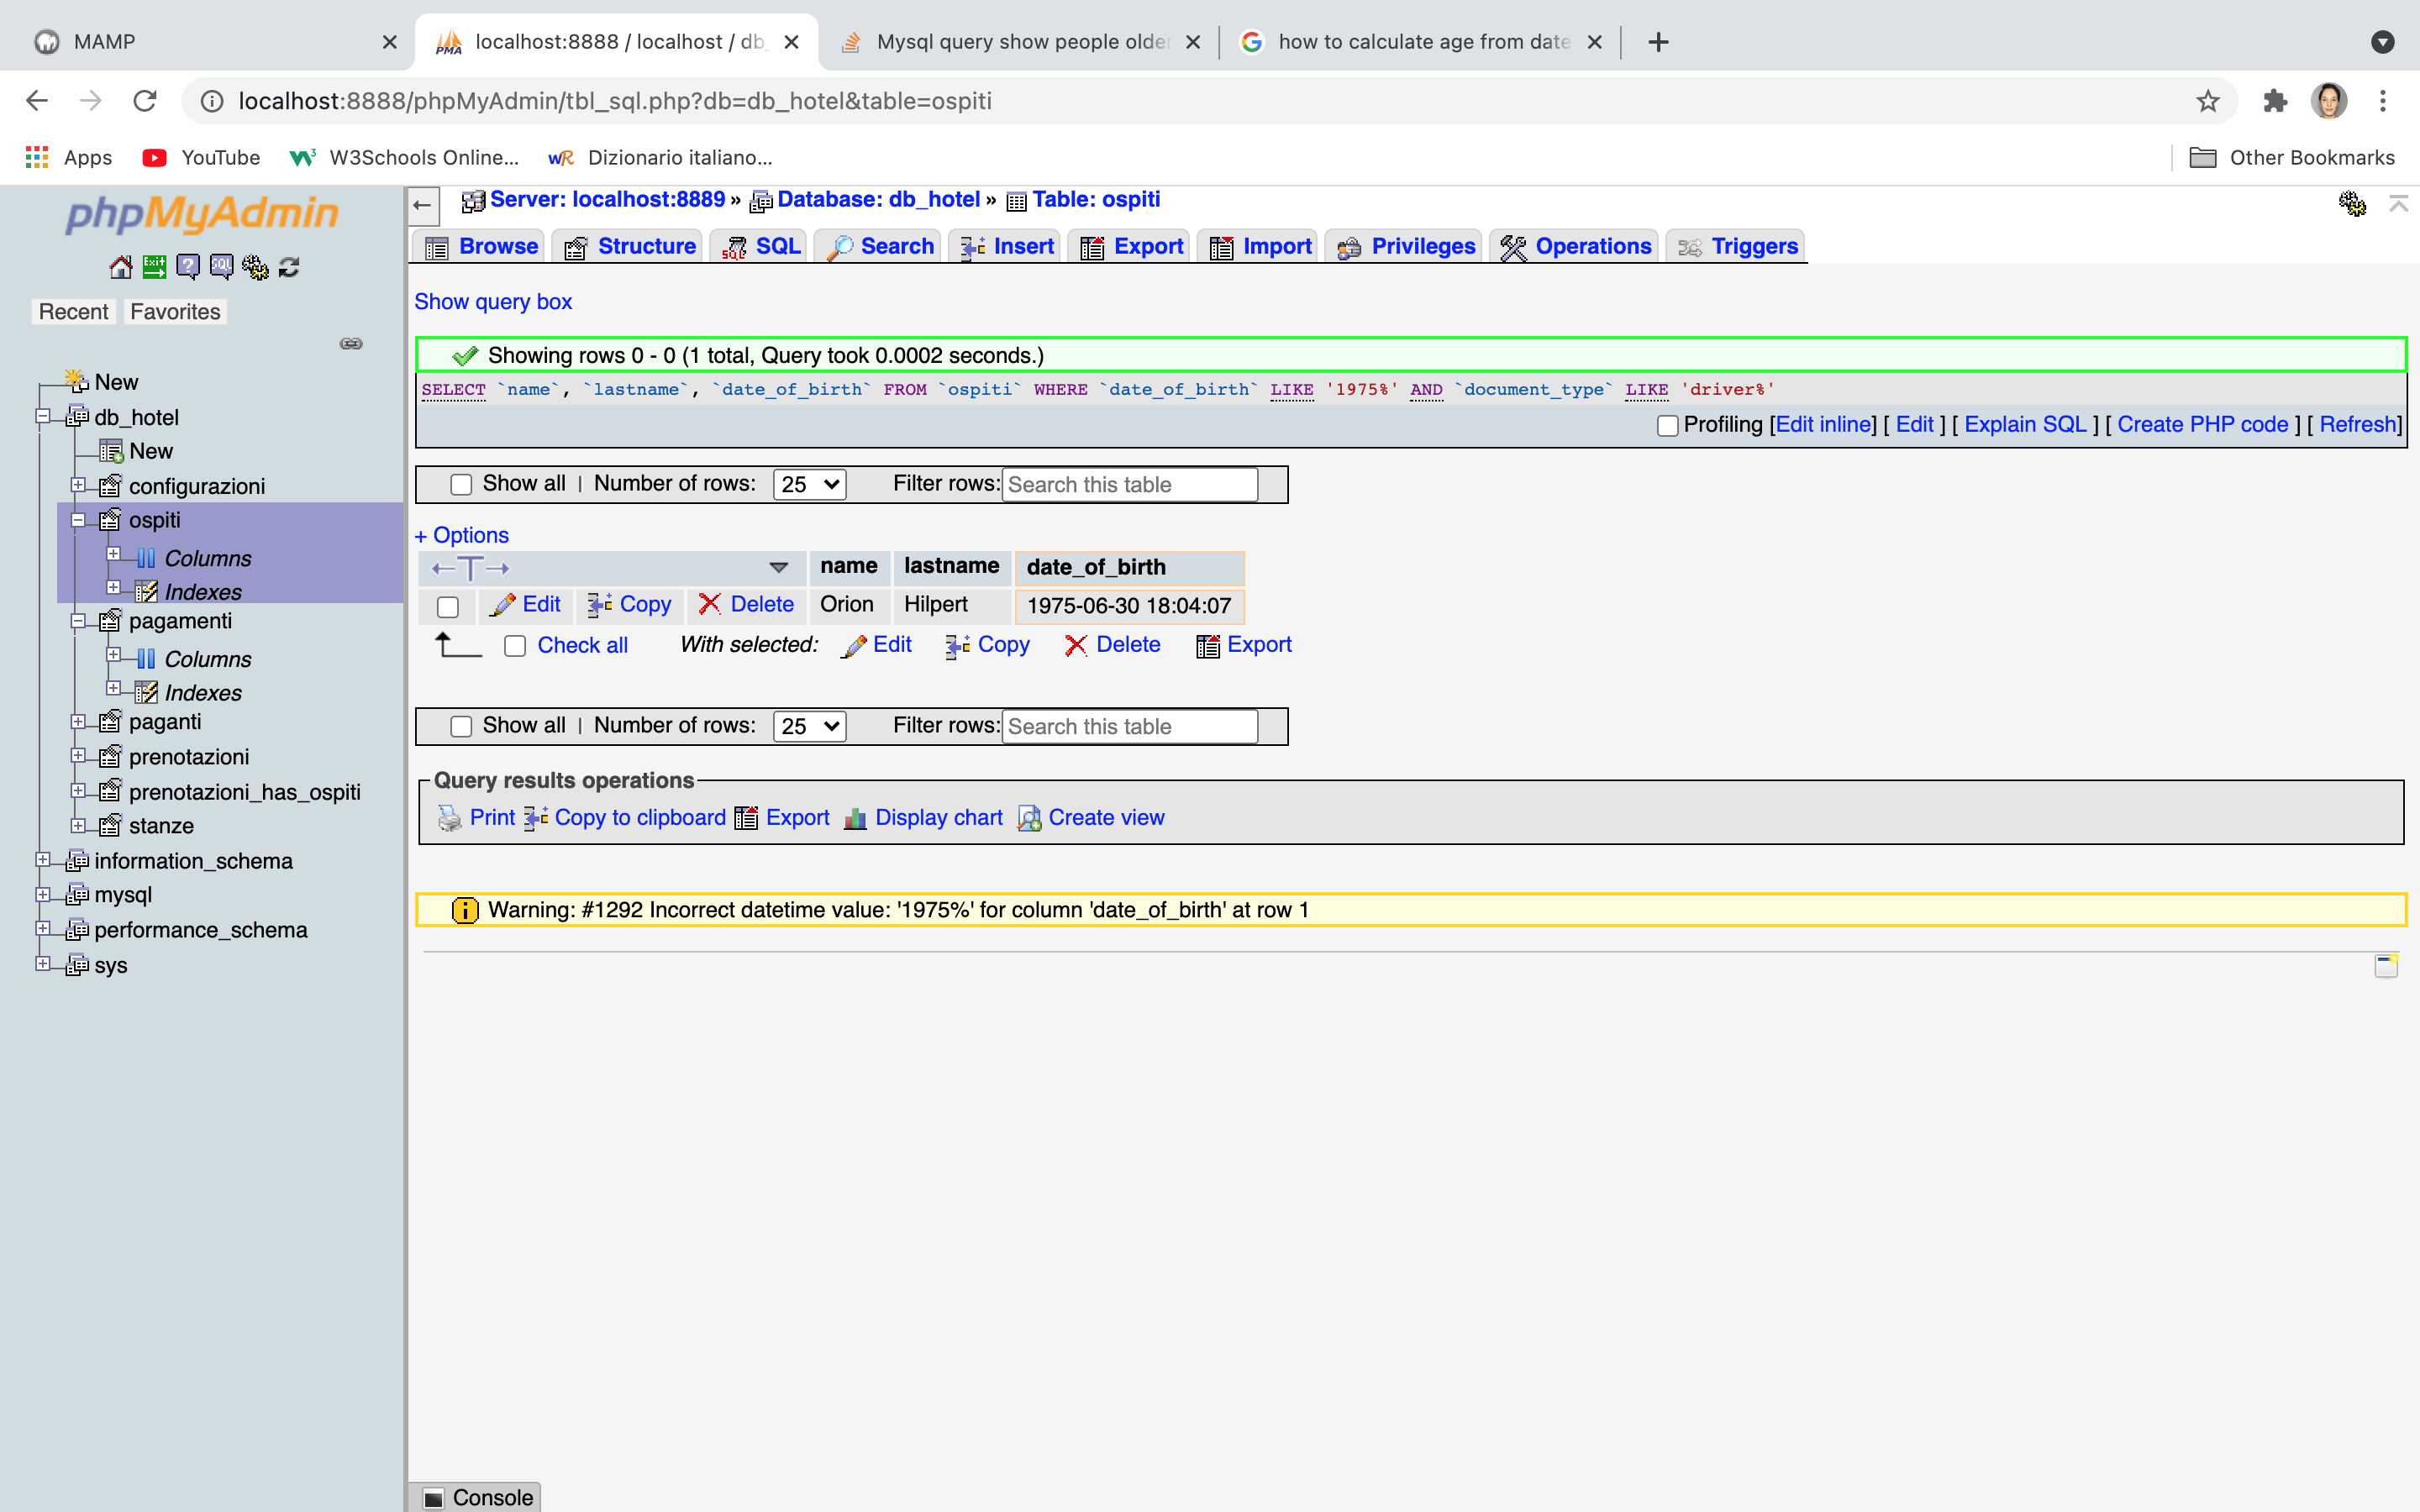 MAMP
localhost:8888 / localhost / db_
Mysql query show people older
how to calculate age from date
localhost:8888/phpMyAdmin/tbl_sql.php?db=db_hotel&table=ospiti
Apps
YouTube
W3Schools Online...
Dizionario italiano...
Other Bookmarks
phpMyAdmin
Recent
Favorites
New
db_hotel
New
configurazioni
ospiti
Columns
Indexes
pagamenti
Columns
Indexes
paganti
prenotazioni
prenotazioni_has_ospiti
stanze
information_schema
mysql
performance_schema
sys
Server: localhost:8889 » Database: db_hotel » Table: ospiti
Browse Structure SQL Search Insert Export Import Privileges Operations Triggers
Show query box
Showing rows 0 - 0 (1 total, Query took 0.0002 seconds.)
SELECT `name`, `lastname`, `date_of_birth` FROM `ospiti` WHERE `date_of_birth` LIKE '1975%' AND `document_type` LIKE 'driver%'
Profiling [Edit inline] [ Edit ] [ Explain SQL ] [ Create PHP code ] [ Refresh]
Show all | Number of rows: 25 Filter rows: Search this table
+ Options
←T→ name lastname date_of_birth
Edit Copy Delete Orion Hilpert 1975-06-30 18:04:07
Check all With selected: Edit Copy Delete Export
Show all | Number of rows: 25 Filter rows: Search this table
Query results operations
Print Copy to clipboard Export Display chart Create view
Warning: #1292 Incorrect datetime value: '1975%' for column 'date_of_birth' at row 1
Console